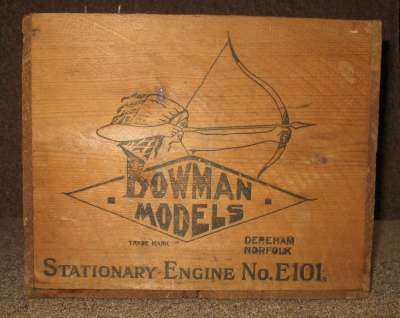 BOWMAN
MODELS
TRADE MARK
DEREHAM
NORFOLK
STATIONARY ENGINE No. E101.